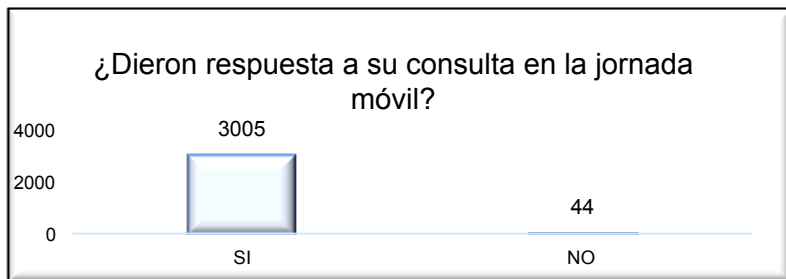 ¿Dieron respuesta a su consulta en la jornada
móvil?
4000
3005
2000
44
0
SI
NO